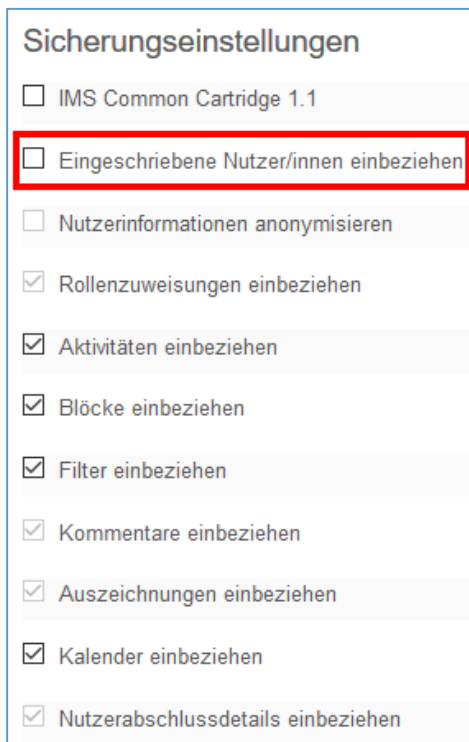 Sicherungseinstellungen
IMS Common Cartridge 1.1
Eingeschriebene Nutzer/innen einbeziehen
Nutzerinformationen anonymisieren
Rollenzuweisungen einbeziehen
Aktivitäten einbeziehen
Blöcke einbeziehen
Filter einbeziehen
Kommentare einbeziehen
Auszeichnungen einbeziehen
Kalender einbeziehen
Nutzerabschlussdetails einbeziehen